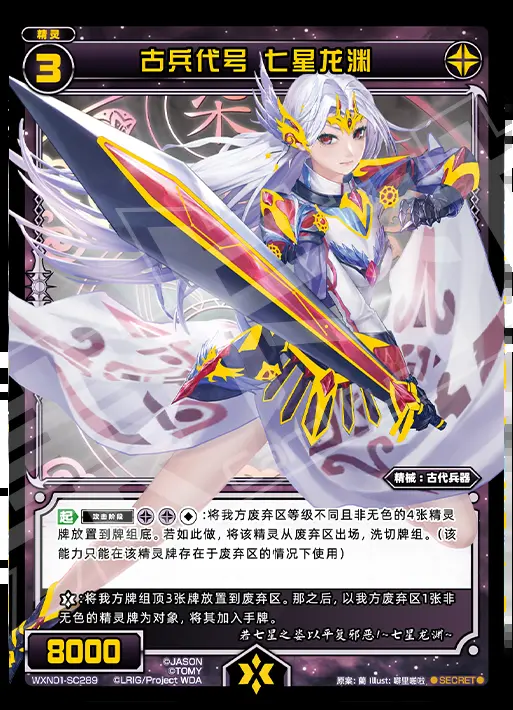 精灵
3
古兵代号 七星龙渊
柒
精械:古代兵器
起 攻击阶段 :将我方废弃区等级不同且非无色的4张精灵
牌放置到牌组底。若如此做,将该精灵从废弃区出场,洗切牌组。(该
能力只能在该精灵牌存在于废弃区的情况下使用)
:将我方牌组顶3张牌放置到废弃区。那之后,以我方废弃区1张非
无色的精灵牌为对象,将其加入手牌。
若七星之姿以平复邪恶!~七星龙渊~
8000
©JASON
©TOMY
WXN01-SC289 ©LRIG/Project WDA
原案: 蘭 Illust: 哪里啪啦. SECRET